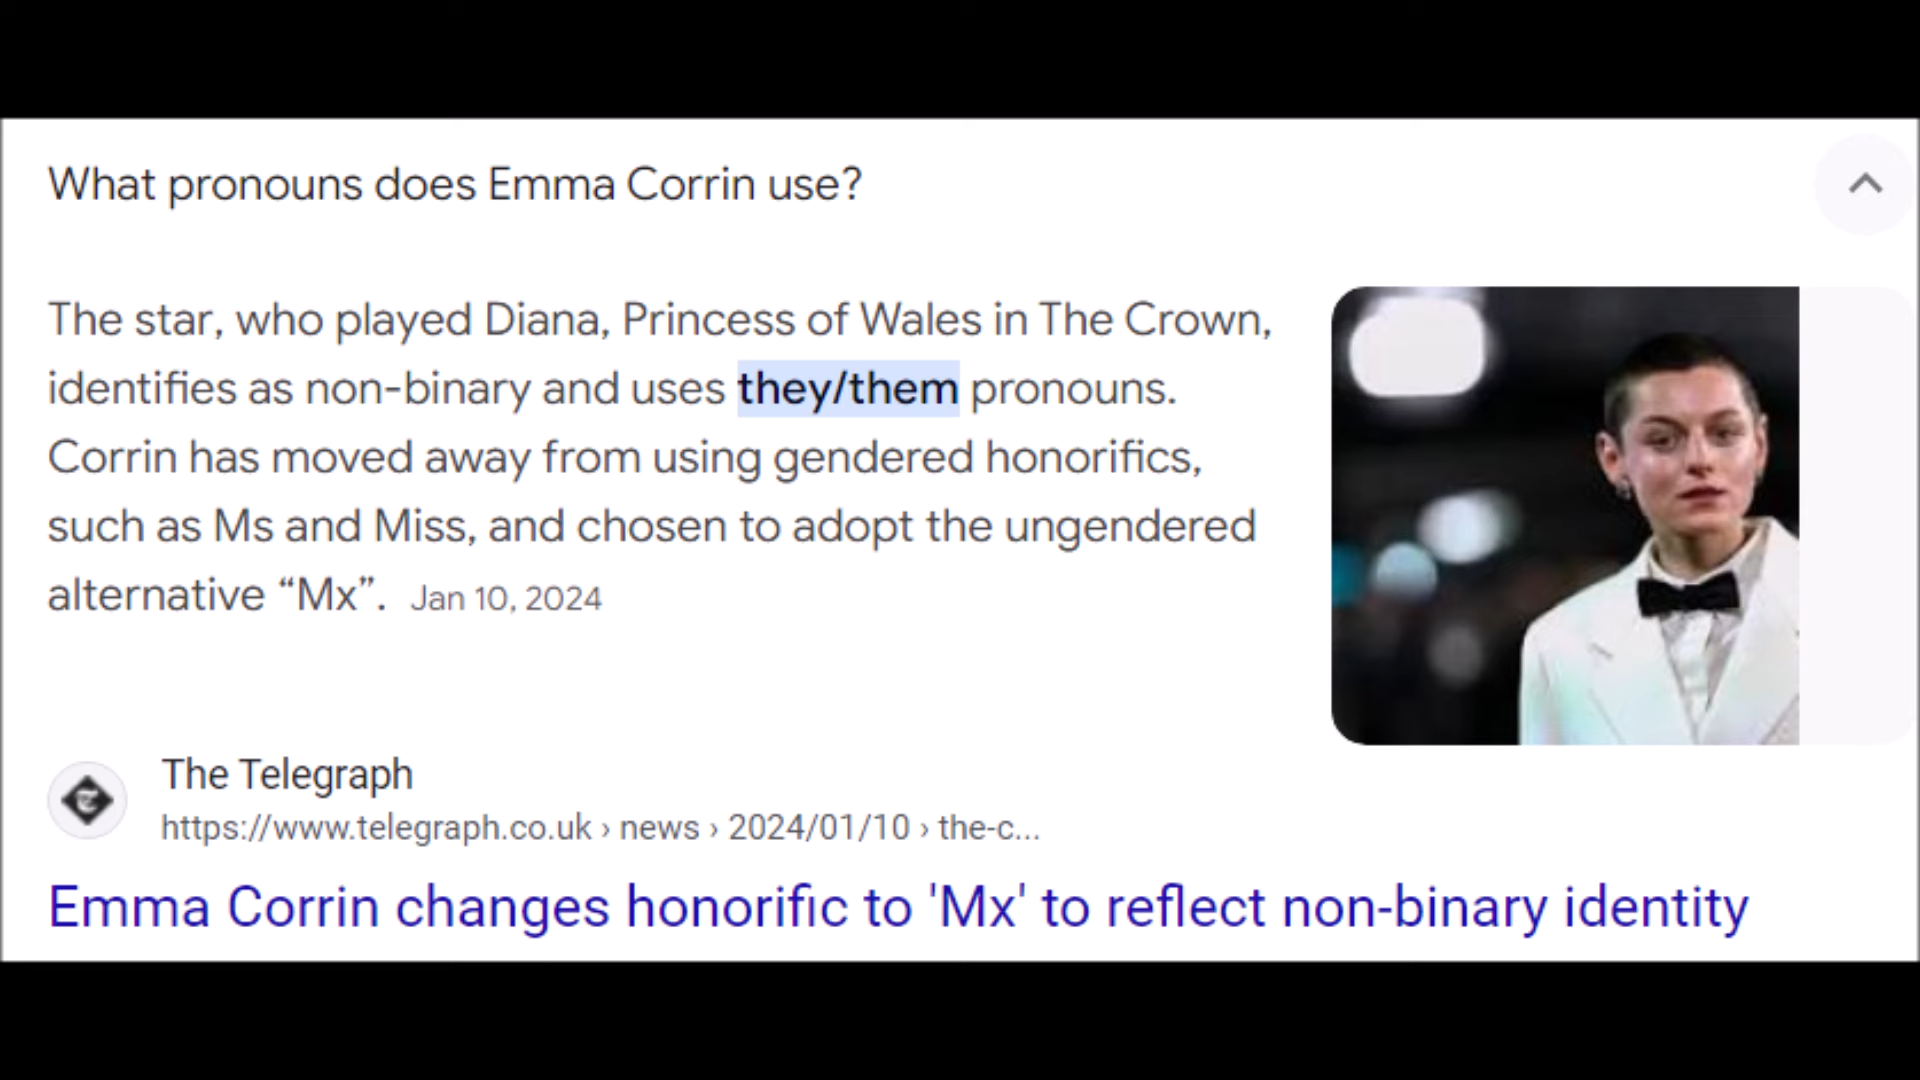 What pronouns does Emma Corrin use?
The star, who played Diana, Princess of Wales in The Crown,
identifies as non-binary and uses they/them pronouns.
Corrin has moved away from using gendered honorifics,
such as Ms and Miss, and chosen to adopt the ungendered
alternative “Mx”. Jan 10, 2024
The Telegraph
https://www.telegraph.co.uk › news › 2024/01/10 › the-c...
Emma Corrin changes honorific to 'Mx' to reflect non-binary identity